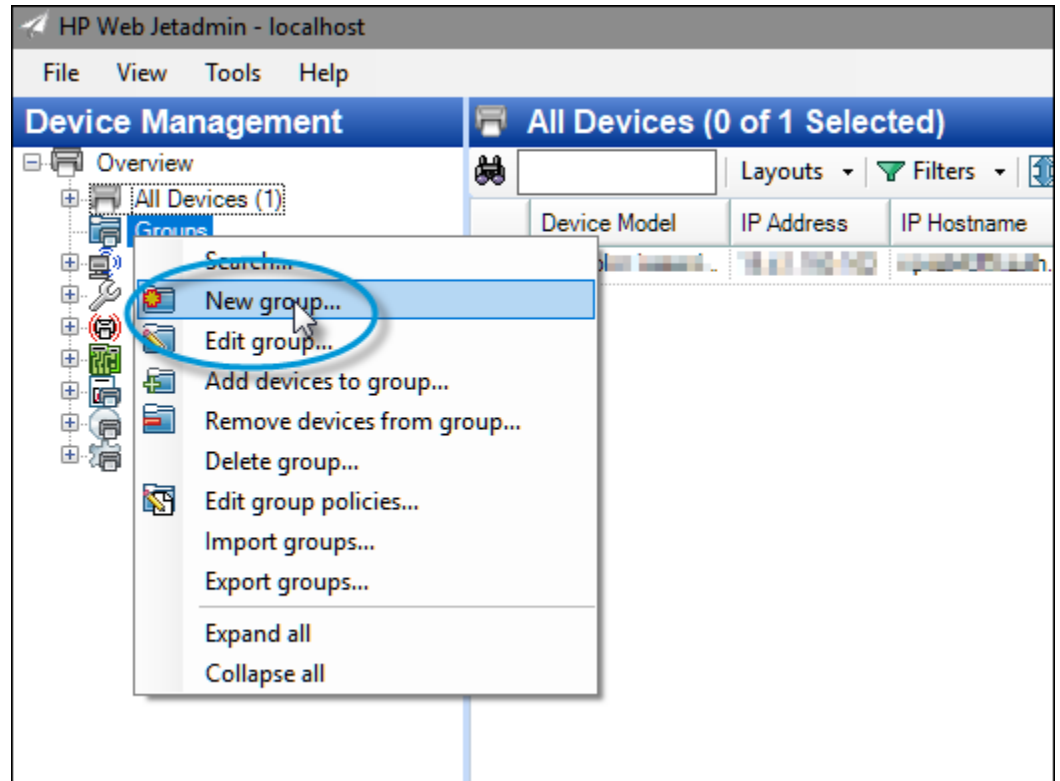 HP Web Jetadmin - localhost
File View Tools Help
Device Management
All Devices (0 of 1 Selected)
Overview
All Devices (1)
Groups
Layouts Filters
Device Model IP Address IP Hostname
Search...
New group...
Edit group...
Add devices to group...
Remove devices from group...
Delete group...
Edit group policies...
Import groups...
Export groups...
Expand all
Collapse all